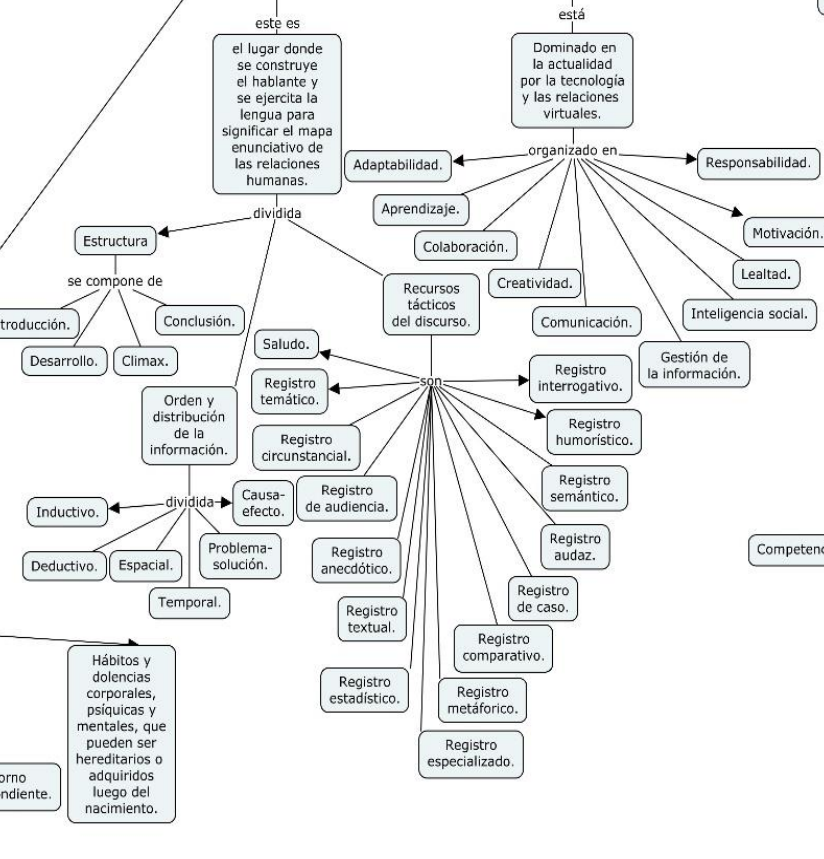 este es
el lugar donde
se construye
el hablante y
se ejercita la
lengua para
significar el mapa
enunciativo de
las relaciones
humanas.
dividida
Estructura
se compone de
troducción.
Desarrollo.
Climax.
Conclusión.
Orden y
distribución
de la
información.
dividida
Inductivo.
Deductivo.
Espacial.
Temporal.
Problema-
solución.
Causa-
efecto.
Recursos
tácticos
del discurso.
son
Saludo.
Registro
temático.
Registro
circunstancial.
Registro
de audiencia.
Registro
anecdótico.
Registro
textual.
Registro
estadístico.
Registro
especializado.
Registro
metáforico.
Registro
comparativo.
Registro
de caso.
Registro
audaz.
Registro
semántico.
Registro
humorístico.
Registro
interrogativo.
está
Dominado en
la actualidad
por la tecnología
y las relaciones
virtuales.
organizado en
Adaptabilidad.
Aprendizaje.
Colaboración.
Creatividad.
Comunicación.
Gestión de
la información.
Inteligencia social.
Lealtad.
Motivación.
Responsabilidad.
Competenc
Hábitos y
dolencias
corporales,
psíquicas y
mentales, que
pueden ser
hereditarios o
adquiridos
luego del
nacimiento.
orno
ndiente.